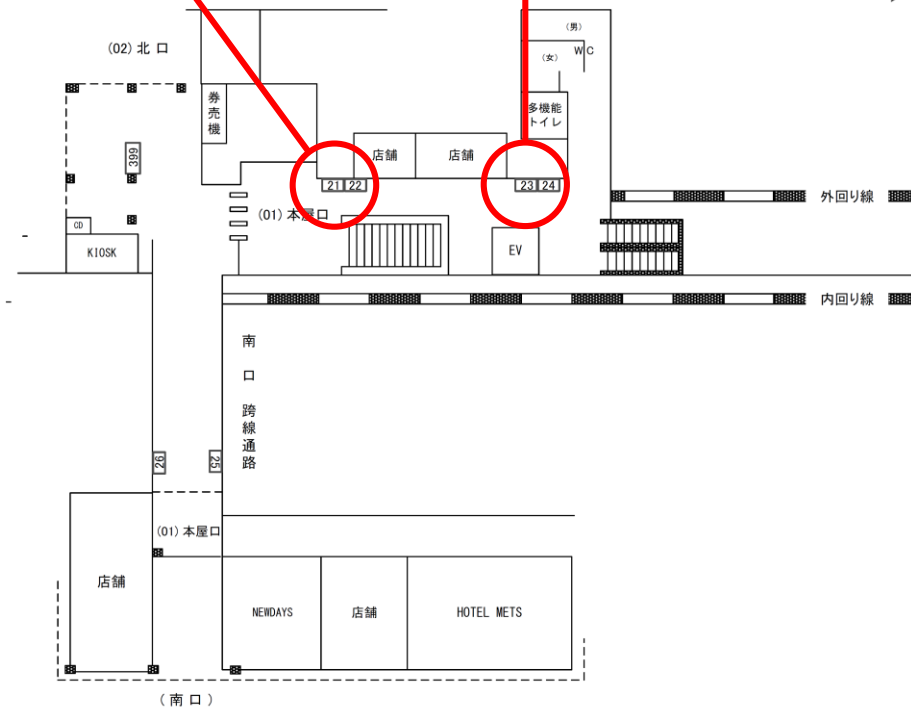 (02)北口
(男)
WC
(女)
券売機
多機能
トイレ
399
店舗
店舗
21 22
23 24
外回り線
(01)本屋口
CD
KIOSK
EV
内回り線
南口 跨線通路
26
25
(01)本屋口
店舗
NEWDAYS
店舗
HOTEL METS
(南口)